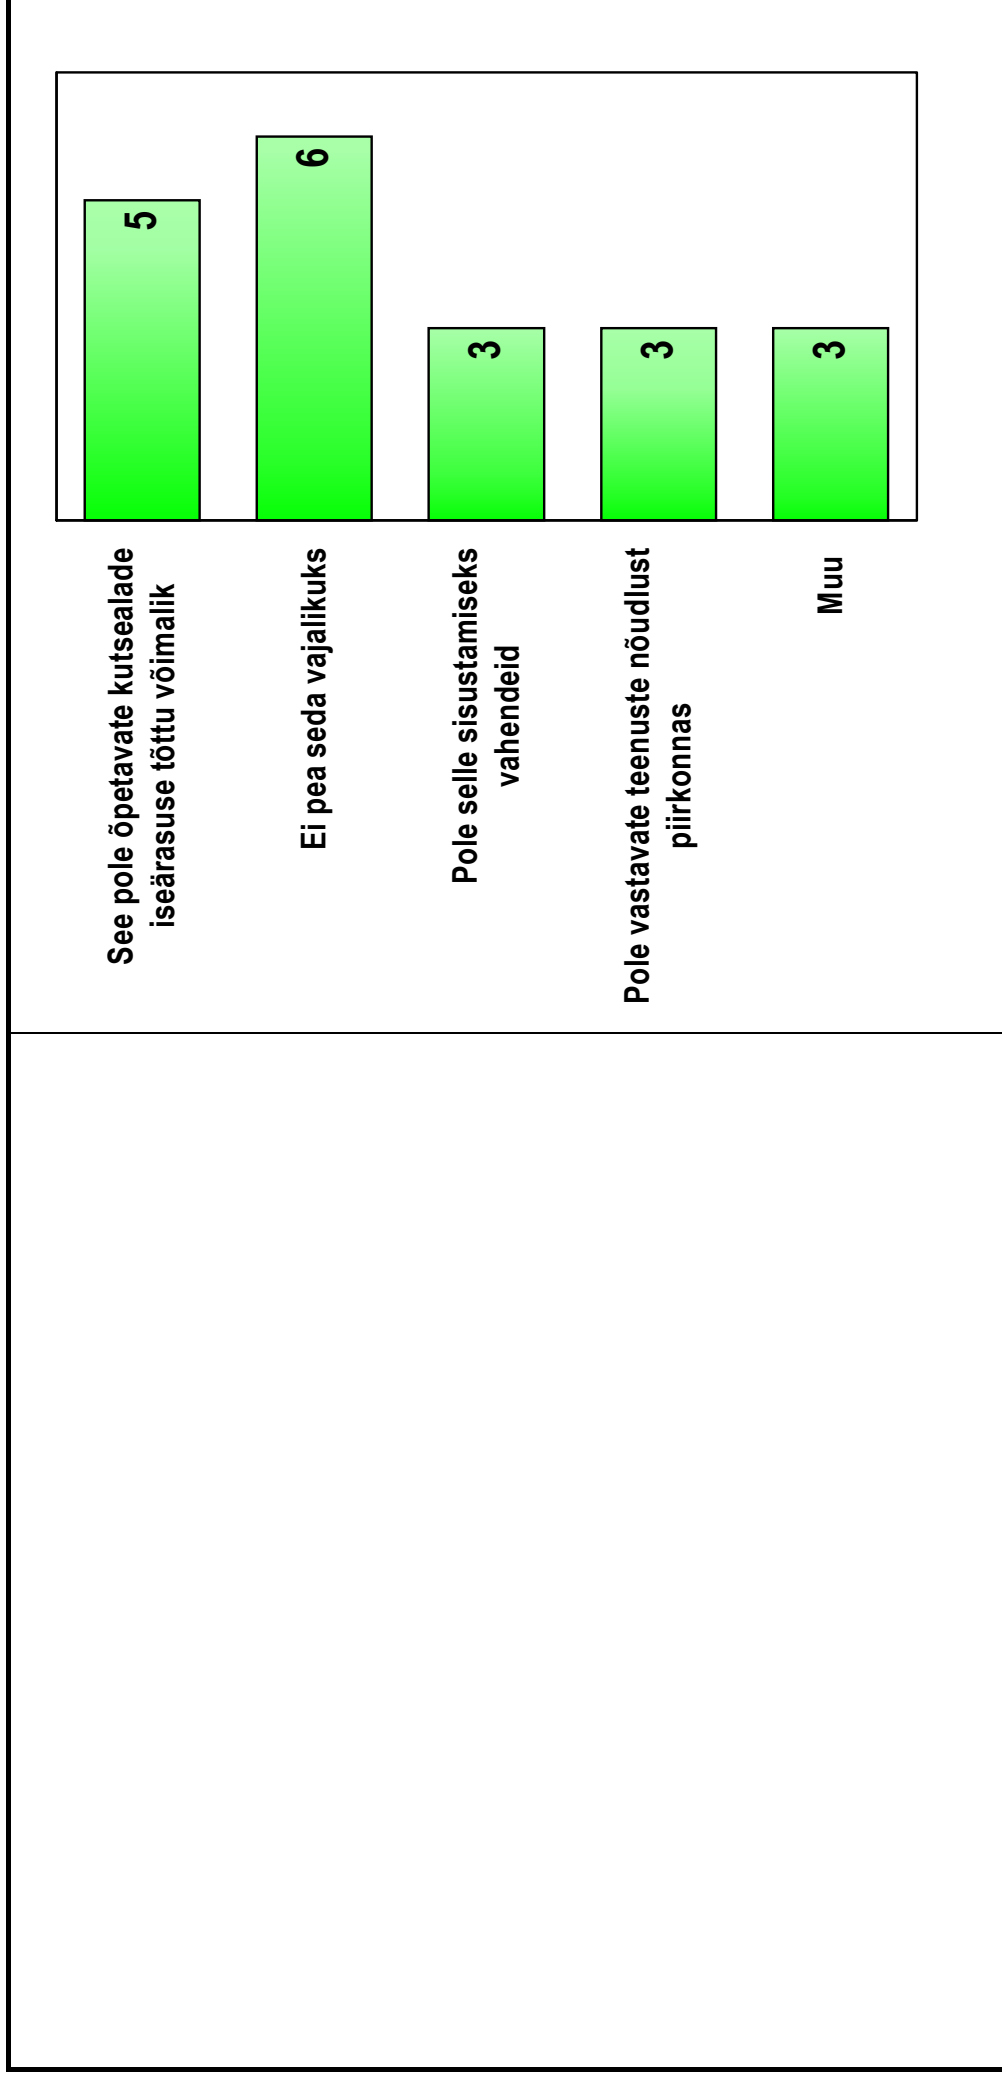 See pole õpetavate kutsealade
iseärasuse tõttu võimalik
5
Ei pea seda vajalikuks
6
Pole selle sisustamiseks
vahendeid
3
Pole vastavate teenuste nõudlust
piirkonnas
3
Muu
3